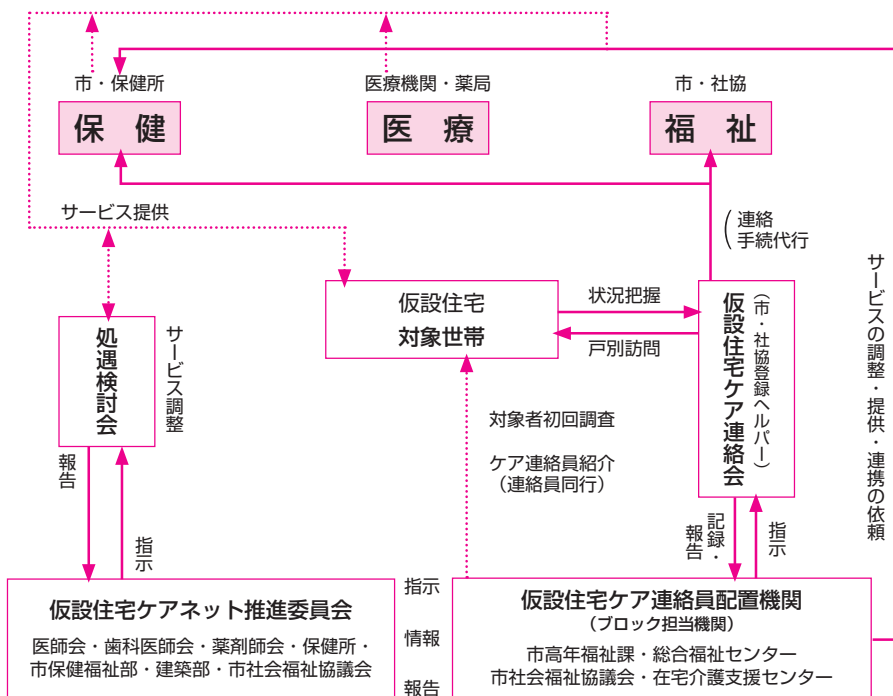 市・保健所
医療機関・薬局
市・社協
保　健
医　療
福　祉
サービス提供
（連絡
手続代行
仮設住宅
対象世帯
状況把握
戸別訪問
仮設住宅ケア連絡会
（市・社協登録ヘルパー）
サービスの調整・提供・連携の依頼
処遇検討会
サービス調整
対象者初回調査
ケア連絡員紹介
（連絡員同行）
報告
指示
記録・
報告
指示
仮設住宅ケアネット推進委員会
医師会・歯科医師会・薬剤師会・保健所・
市保健福祉部・建築部・市社会福祉協議会
指示
情報
報告
仮設住宅ケア連絡員配置機関
（ブロック担当機関）
市高年福祉課・総合福祉センター
市社会福祉協議会・在宅介護支援センター